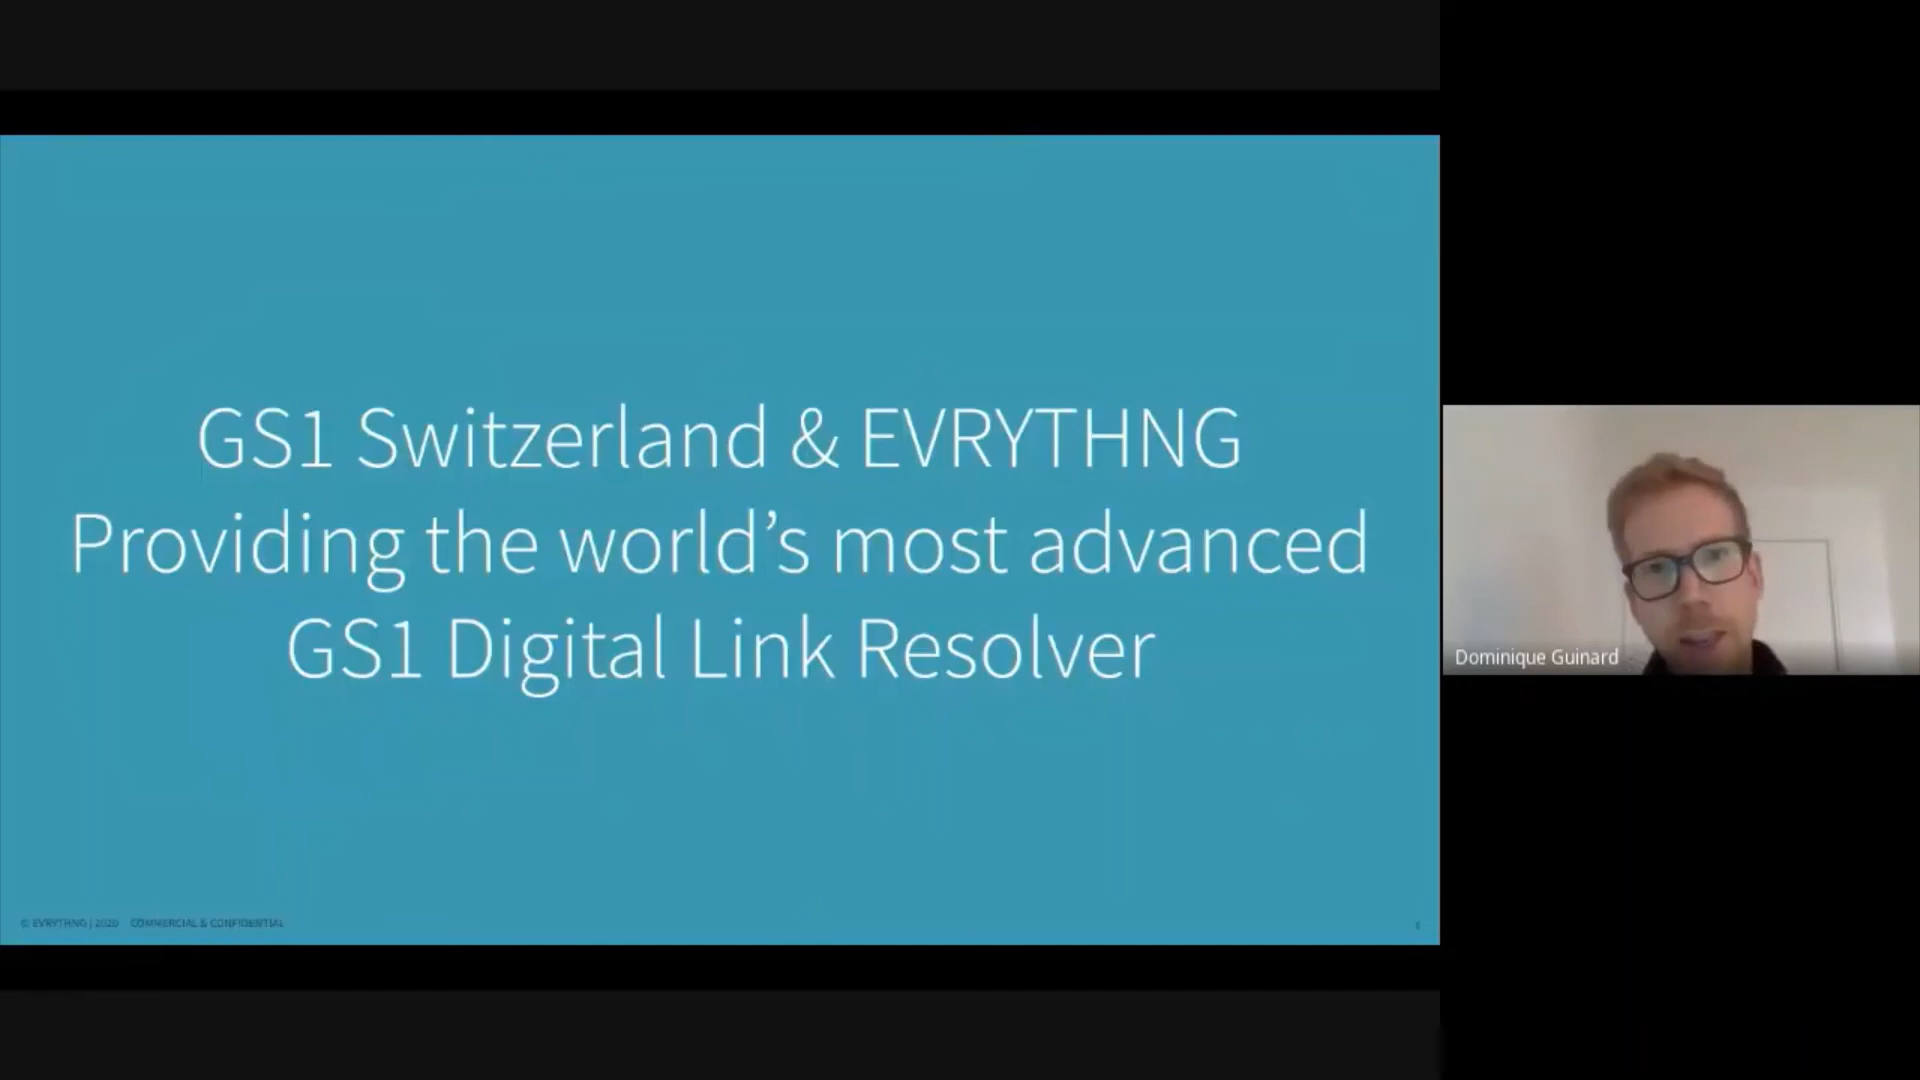 GS1 Switzerland & EVRYTHNG
Providing the world’s most advanced
GS1 Digital Link Resolver
Dominique Guinard
© EVRYTHNG | 2020 COMMERCIAL & CONFIDENTIAL